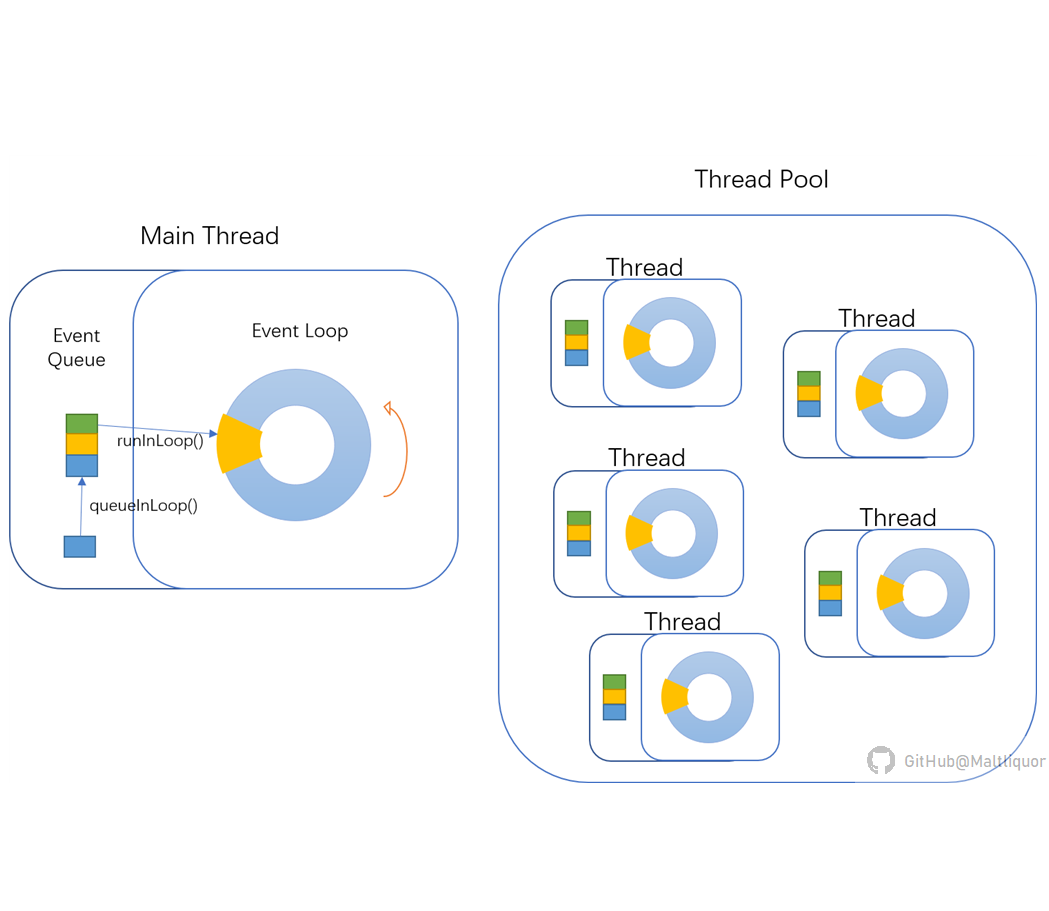 Main Thread
Event
Queue
Event Loop
runInLoop()
queueInLoop()
Thread Pool
Thread
Thread
Thread
Thread
Thread
GitHub@Maltliquor